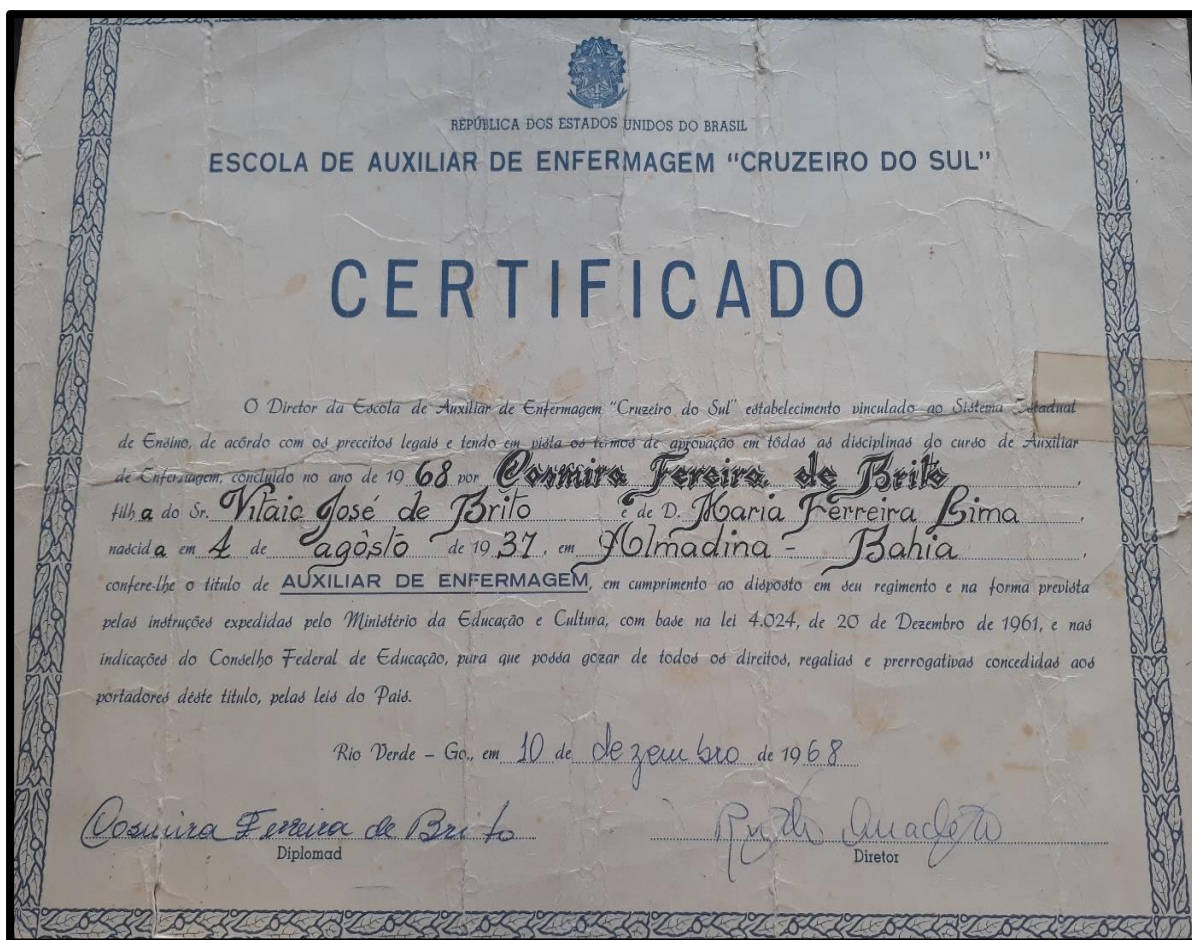 REPÚBLICA DOS ESTADOS UNIDOS DO BRASIL
ESCOLA DE AUXILIAR DE ENFERMAGEM "CRUZEIRO DO SUL"
CERTIFICADO
O Diretor da Escola de Auxiliar de Enfermagem "Cruzeiro do Sul" estabelecimento vinculado ao Sistema Estadual
de Ensino, de acôrdo com os preceitos legais e tendo em vista os termos de aprovação em tôdas as disciplinas do curso de Auxiliar
de Enfermagem, concluído no ano de 1968 por Cosmira Fereira de Brito,
filha do Sr. José de Brito e de D. Maria Ferreira Lima,
nascida em 4 de agôsto de 1937, em Almadina - Bahia
confere-lhe o título de AUXILIAR DE ENFERMAGEM, em cumprimento ao disposto em seu regimento e na forma prevista
pelas instruções expedidas pelo Ministério da Educação e Cultura, com base na lei 4.024, de 20 de Dezembro de 1961, e nas
indicações do Conselho Federal de Educação, para que possa gozar de todos os direitos, regalias e prerrogativas concedidas aos
portadores dêste título, pelas leis do País.
Rio Verde – Go., em 10 de dezembro de 1968
Cosmira Ferreira de Brito
Diplomad
Diretor